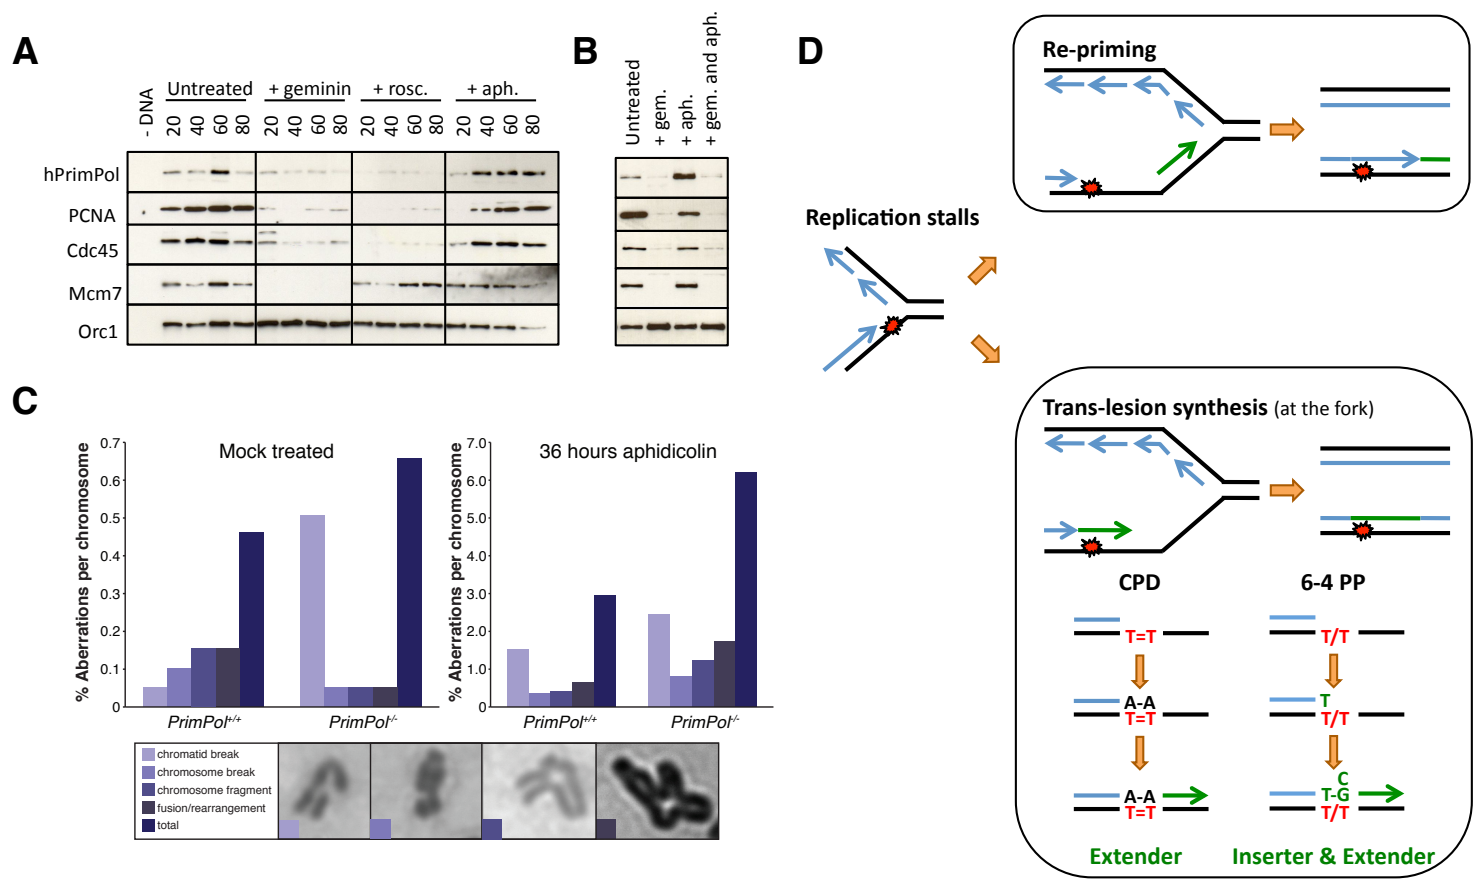 A
- DNA
Untreated
+ geminin
+ rosc.
+ aph.
20 40 60 80 20 40 60 80 20 40 60 80 20 40 60 80
hPrimPol
PCNA
Cdc45
Mcm7
Orc1
B
Untreated
+ gem.
+ aph.
+ gem. and aph.
C
% Aberrations per chromosome
Mock treated
0.7
0.6
0.5
0.4
0.3
0.2
0.1
0
PrimPol+/+ PrimPol-/-
% Aberrations per chromosome
36 hours aphidicolin
7.0
6.0
5.0
4.0
3.0
2.0
1.0
0
PrimPol+/+ PrimPol-/-
chromatid break
chromosome break
chromosome fragment
fusion/rearrangement
total
D
Replication stalls
Re-priming
Trans-lesion synthesis (at the fork)
CPD
T=T
A-A
T=T
A-A
T=T
Extender
6-4 PP
T/T
T
T/T
C
T-G
T/T
Inserter & Extender